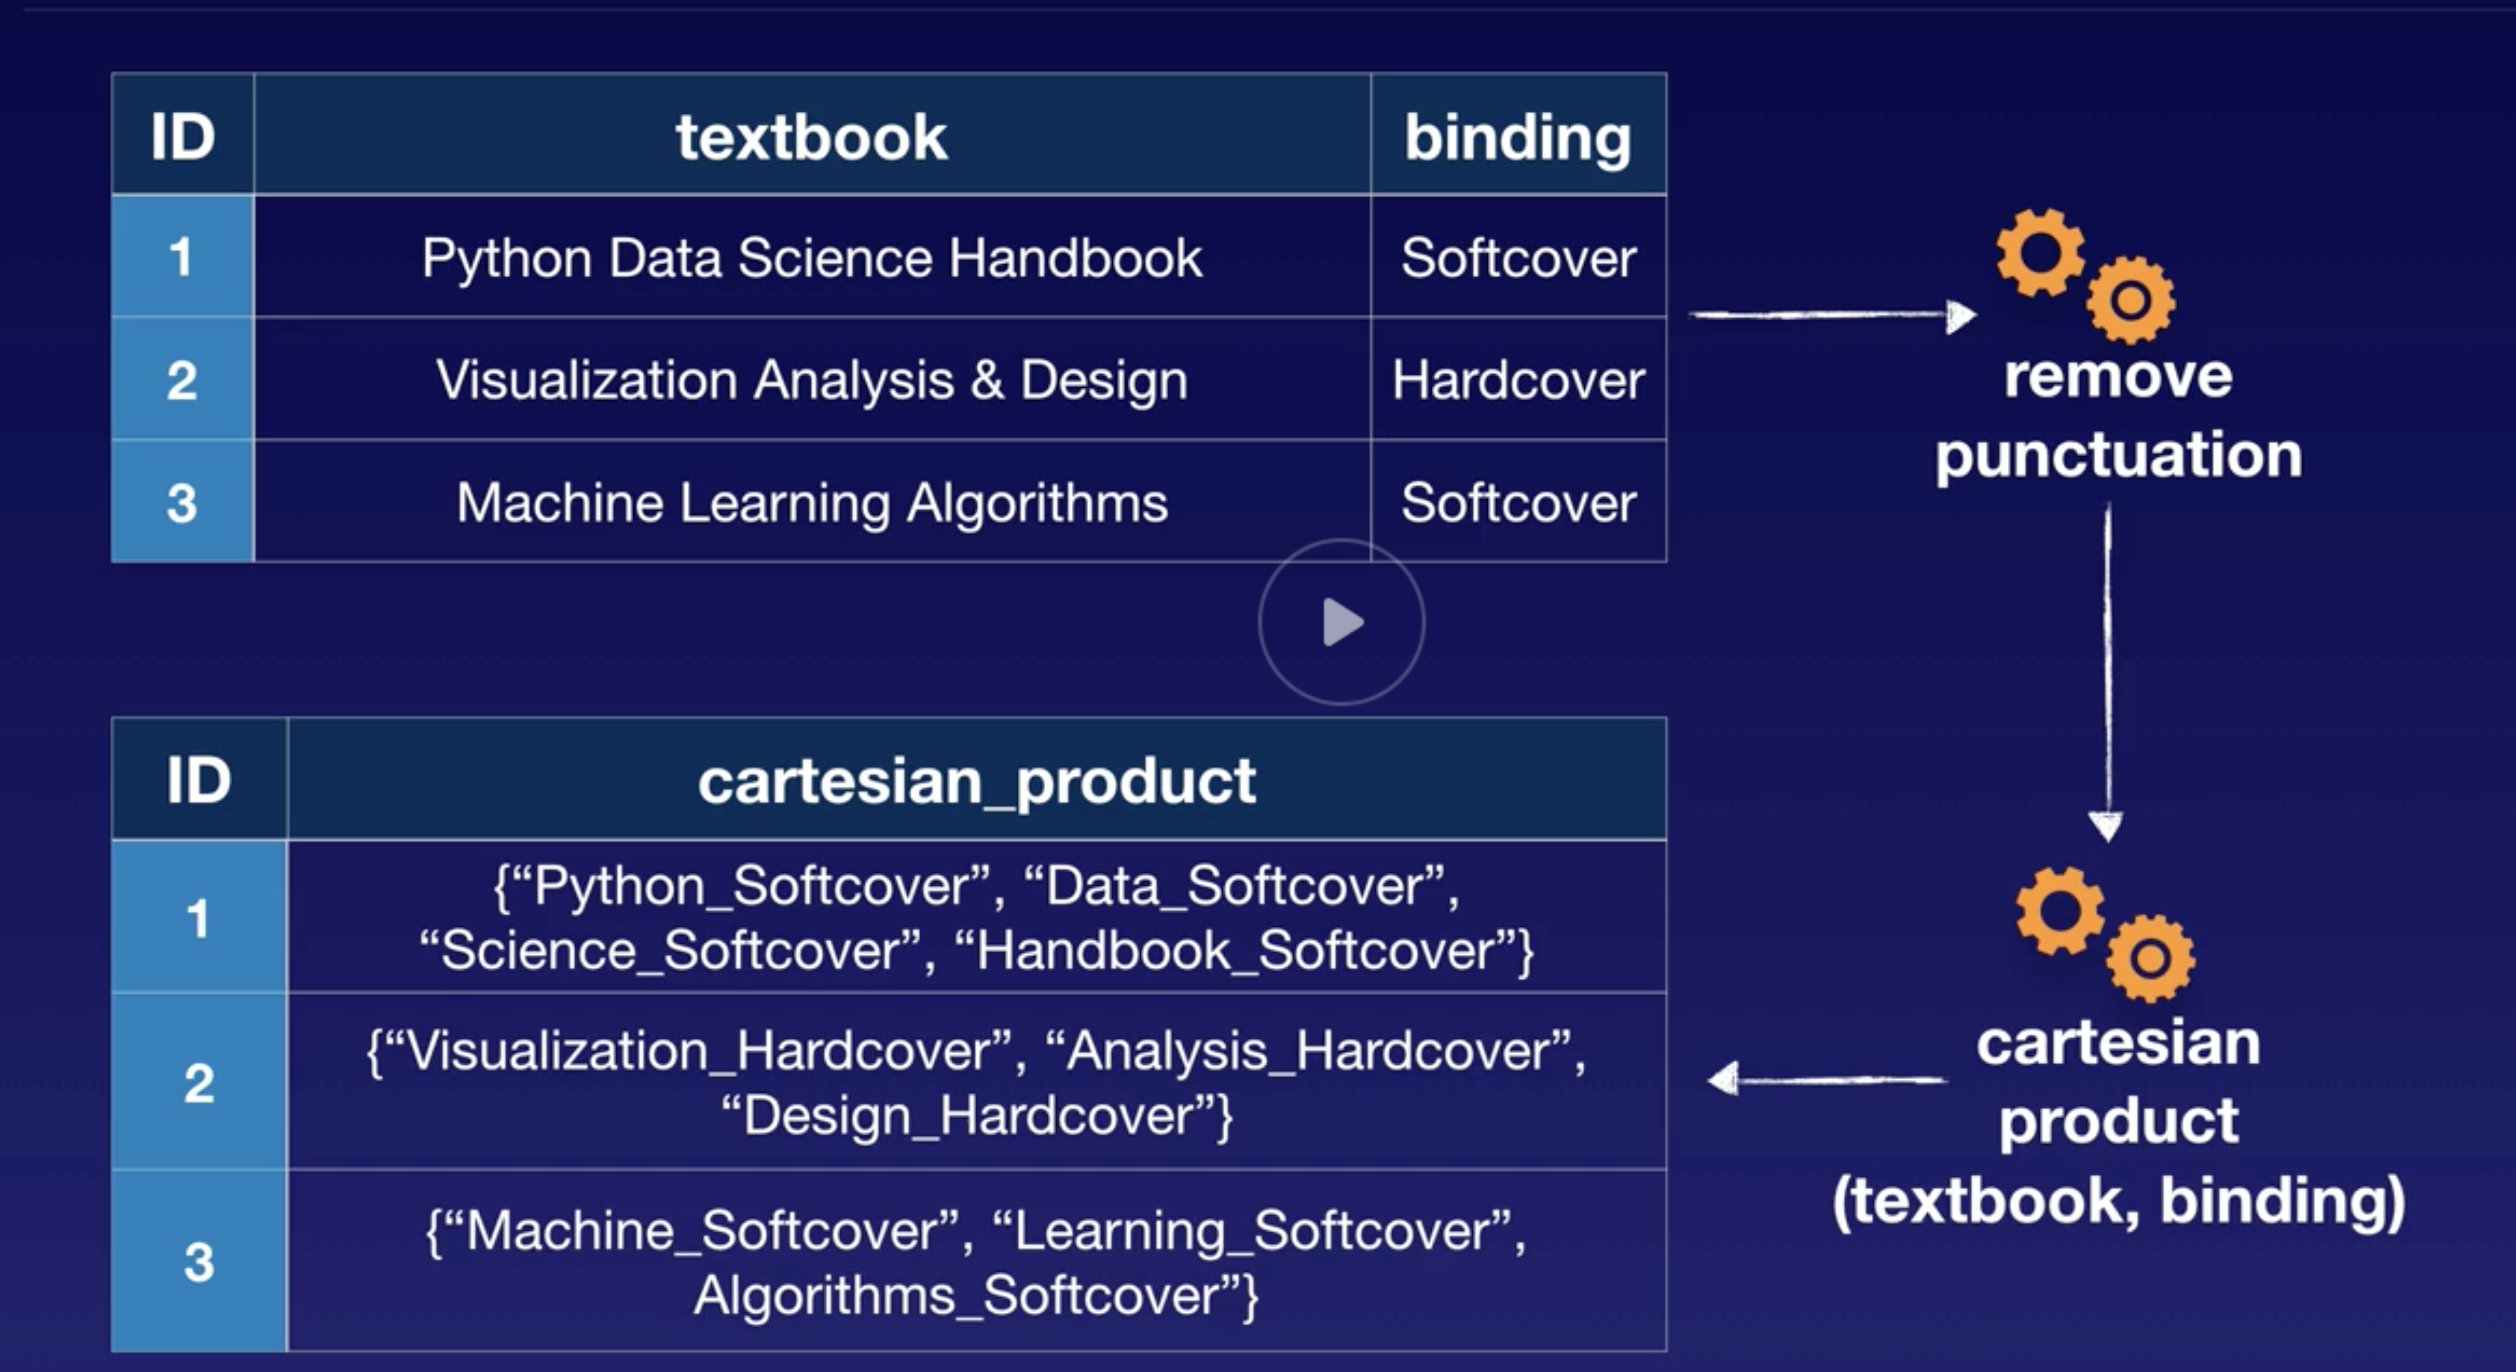 ID textbook binding
1 Python Data Science Handbook Softcover
2 Visualization Analysis & Design Hardcover
3 Machine Learning Algorithms Softcover
remove
punctuation
ID cartesian_product
1 {“Python_Softcover”, “Data_Softcover”,
“Science_Softcover”, “Handbook_Softcover”}
2 {“Visualization_Hardcover”, “Analysis_Hardcover”,
“Design_Hardcover”}
3 {“Machine_Softcover”, “Learning_Softcover”,
Algorithms_Softcover”}
cartesian
product
(textbook, binding)